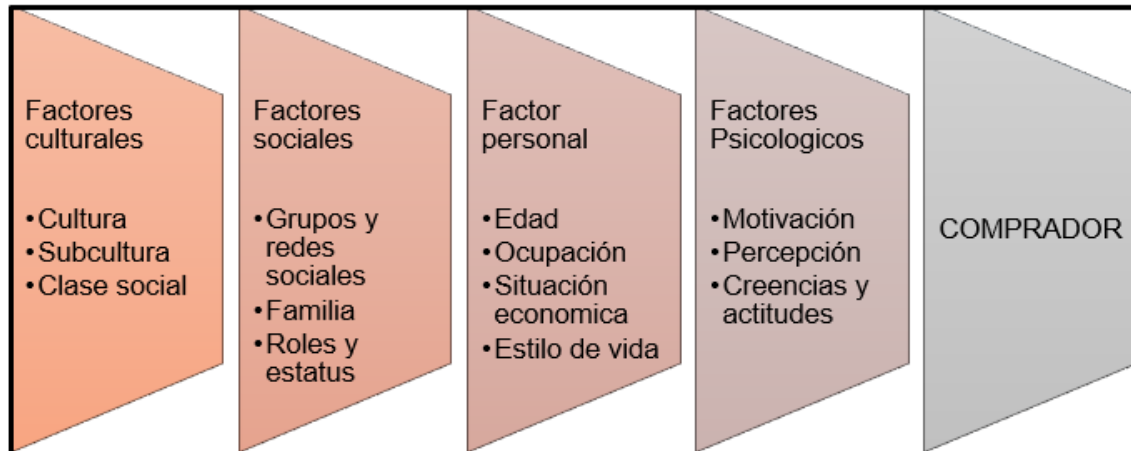 Factores
culturales
•Cultura
•Subcultura
•Clase social
Factores
sociales
•Grupos y
redes
sociales
•Familia
•Roles y
estatus
Factor
personal
•Edad
•Ocupación
•Situación
economica
•Estilo de vida
Factores
Psicologicos
•Motivación
•Percepción
•Creencias y
actitudes
COMPRADOR